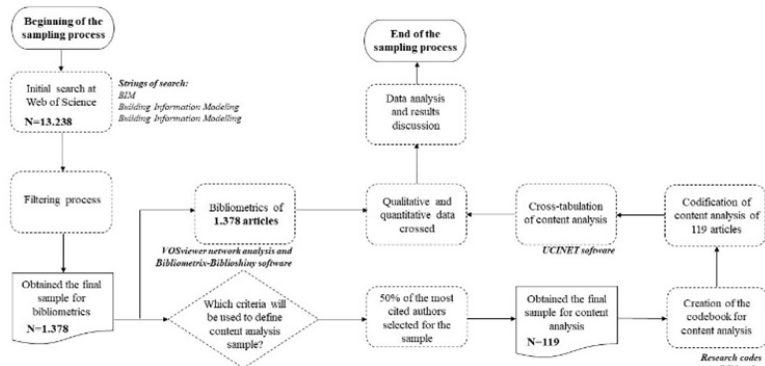 Beginning of the
sampling process
Initial search at
Web of Science
N=13.238
Strings of search:
BIM
Building Information Modeling
Building Information Modelling
Filtering process
Obtained the final
sample for
bibliometrics
N=1.378
Bibliometrics of
1.378 articles
VOSviewer network analysis and
Bibliometrix-Biblioshiny software
Which criteria will
be used to define
content analysis
sample?
50% of the most
cited authors
selected for the
sample
Obtained the final
sample for content
analysis
N=119
Creation of the
codebook for
content analysis
Research codes
Codification of
content analysis of
119 articles
Cross-tabulation
of content analysis
UCINET software
Qualitative and
quantitative data
crossed
Data analysis
and results
discussion
End of the
sampling process